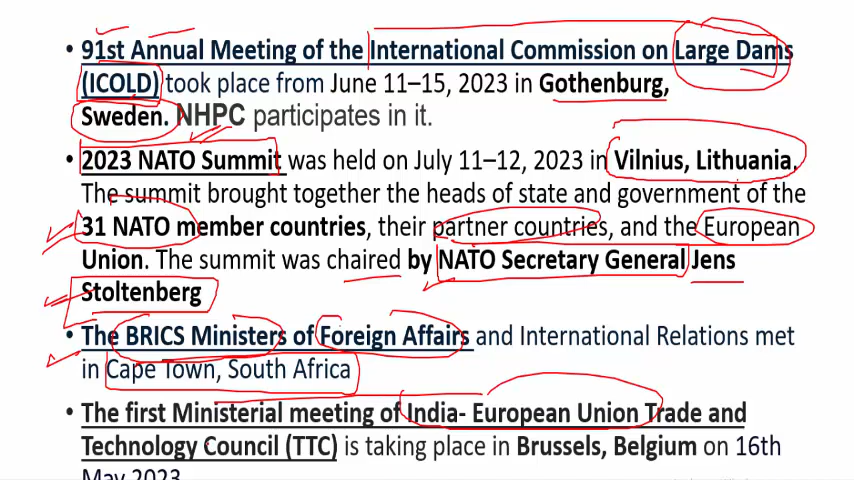 • 91st Annual Meeting of the International Commission on Large Dams
(ICOLD) took place from June 11–15, 2023 in Gothenburg,
Sweden. NHPC participates in it.
• 2023 NATO Summit was held on July 11–12, 2023 in Vilnius, Lithuania.
The summit brought together the heads of state and government of the
31 NATO member countries, their partner countries, and the European
Union. The summit was chaired by NATO Secretary General Jens
Stoltenberg
• The BRICS Ministers of Foreign Affairs and International Relations met
in Cape Town, South Africa
• The first Ministerial meeting of India- European Union Trade and
Technology Council (TTC) is taking place in Brussels, Belgium on 16th
May 2023